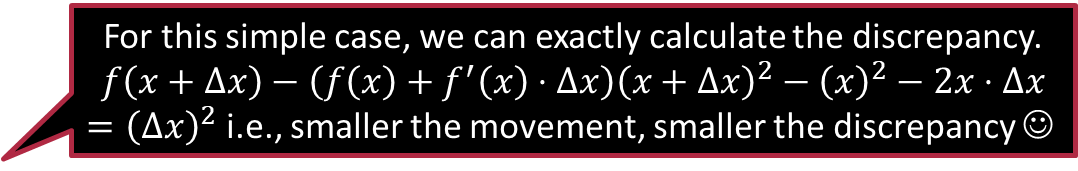 For this simple case, we can exactly calculate the discrepancy.
𝑓(𝑥 + Δ𝑥) − (𝑓(𝑥) + 𝑓′(𝑥) · Δ𝑥)(𝑥 + Δ𝑥)² − (𝑥)² − 2𝑥 · Δ𝑥
= (Δ𝑥)² i.e., smaller the movement, smaller the discrepancy ☺